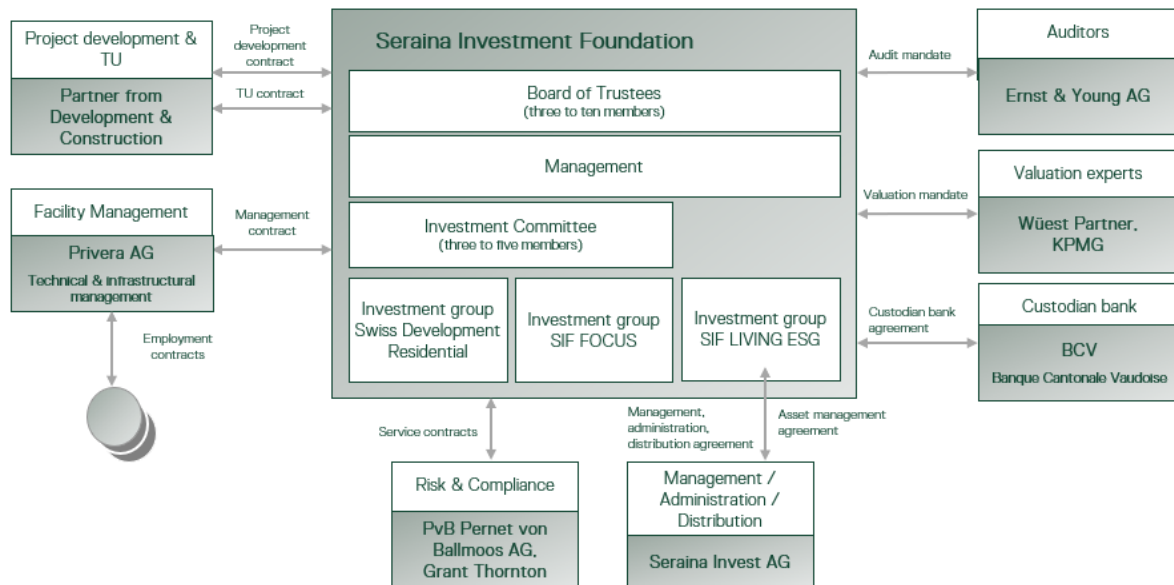 Project development &
TU
Partner from
Development &
Construction
Project
development
contract
TU contract
Facility Management
Privera AG
Technical & infrastructural
management
Management
contract
Employment
contracts
Seraina Investment Foundation
Board of Trustees
(three to ten members)
Management
Investment Committee
(three to five members)
Investment group
Swiss Development
Residential
Investment group
SIF FOCUS
Investment group
SIF LIVING ESG
Service contracts
Risk & Compliance
PvB Pernet von
Ballmoos AG,
Grant Thornton
Management,
administration,
distribution agreement
Asset management
agreement
Management /
Administration /
Distribution
Seraina Invest AG
Audit mandate
Auditors
Ernst & Young AG
Valuation mandate
Valuation experts
Wüest Partner,
KPMG
Custodian bank
agreement
Custodian bank
BCV
Banque Cantonale Vaudoise